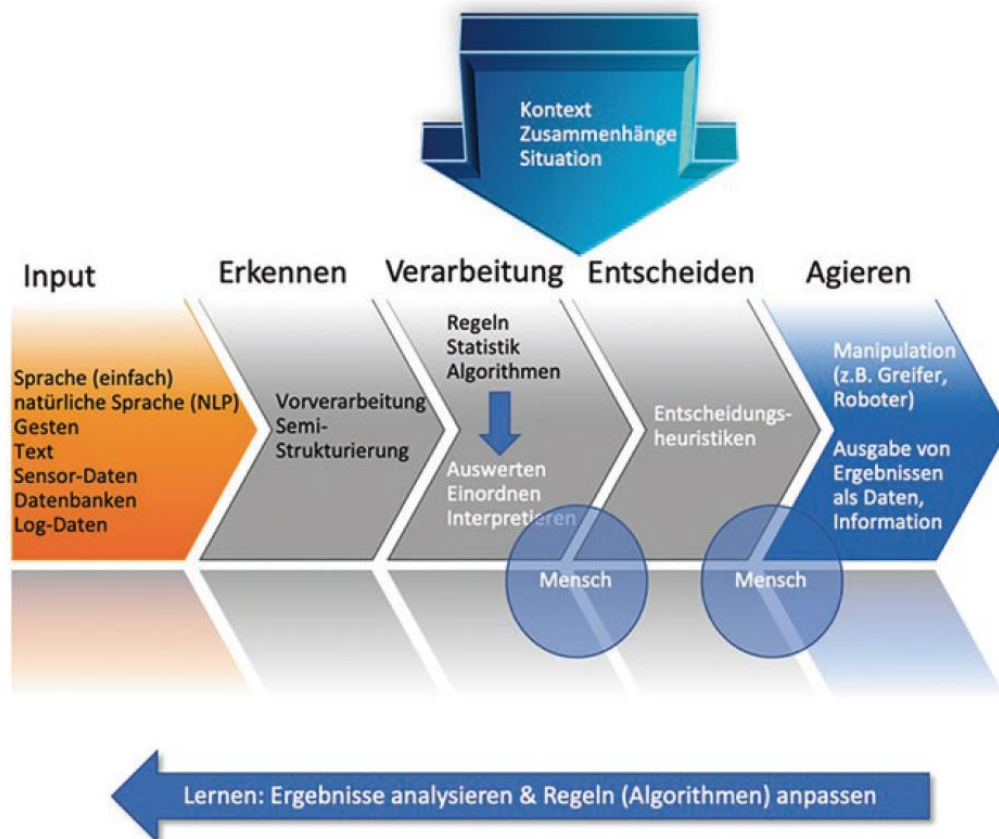 Kontext
Zusammenhänge
Situation
Input
Erkennen
Verarbeitung
Entscheiden
Agieren
Sprache (einfach)
natürliche Sprache (NLP)
Gesten
Text
Sensor-Daten
Datenbanken
Log-Daten
Vorverarbeitung
Semi-
Strukturierung
Regeln
Statistik
Algorithmen
Auswerten
Einordnen
Interpretieren
Entscheidungs-
heuristiken
Manipulation
(z.B. Greifer,
Roboter)
Ausgabe von
Ergebnissen
als Daten,
Information
Mensch
Mensch
Lernen: Ergebnisse analysieren & Regeln (Algorithmen) anpassen